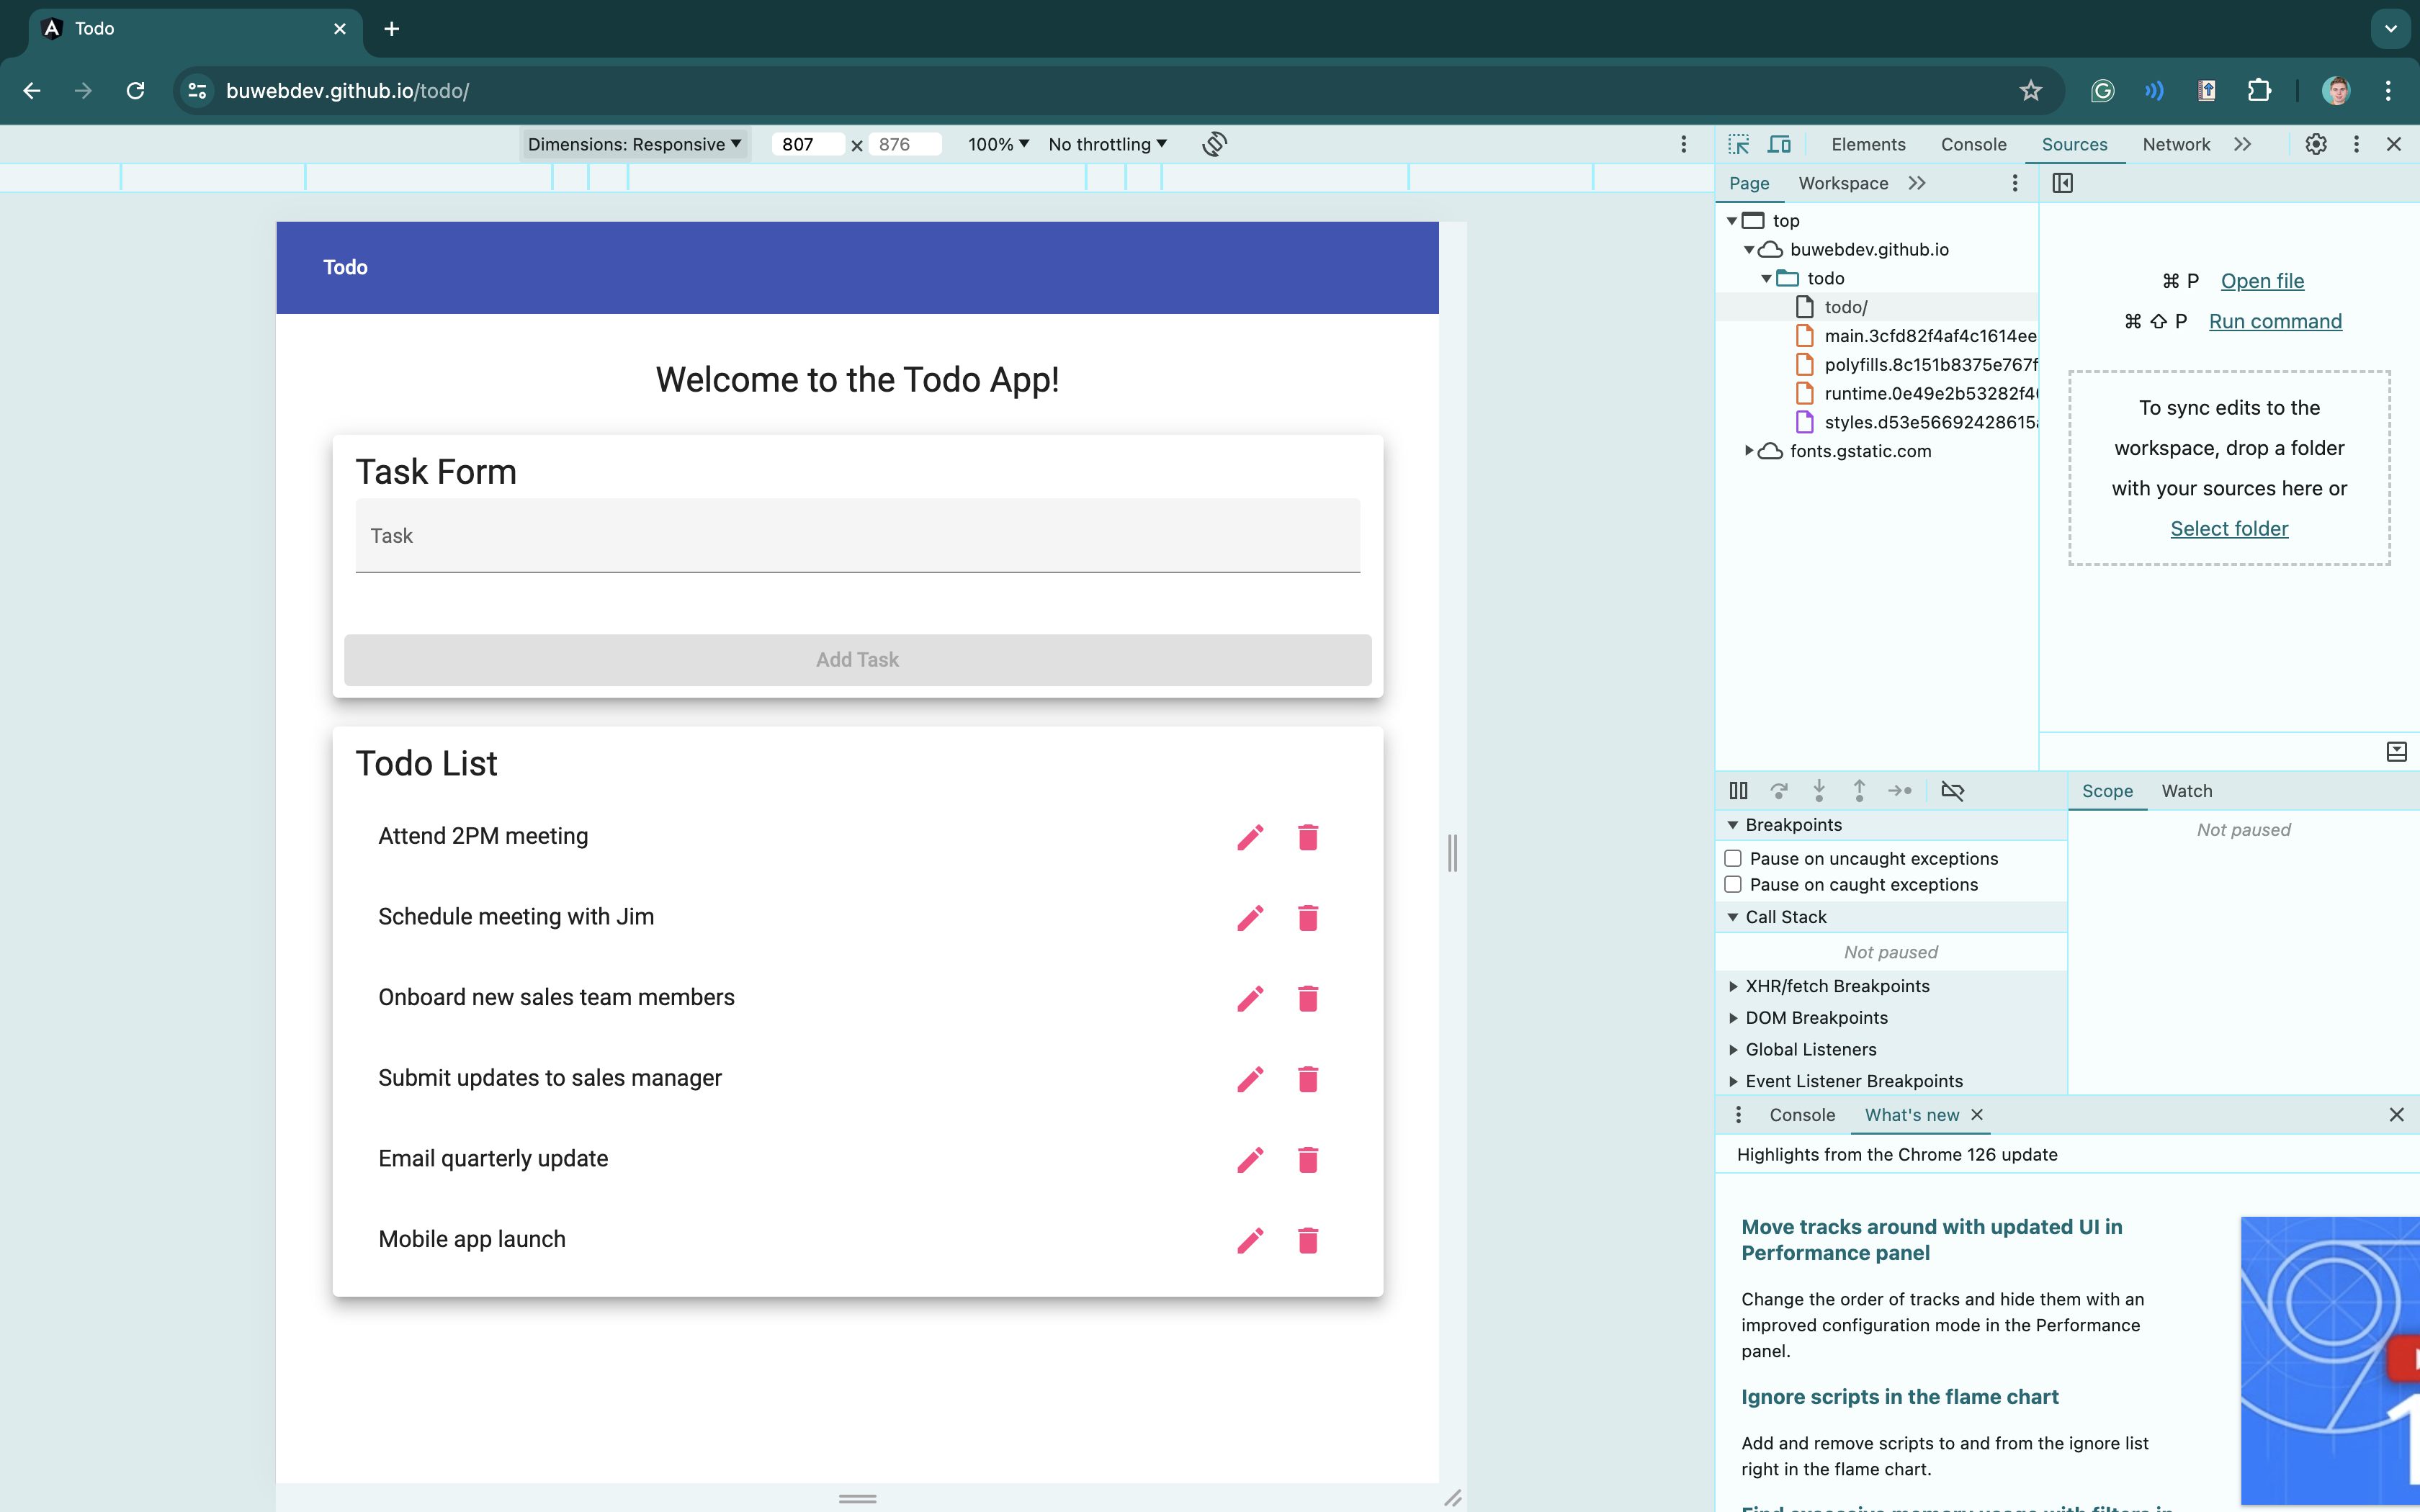 Todo
buwebdev.github.io/todo/
Dimensions: Responsive 807 × 876 100% No throttling
Elements Console Sources Network
Page Workspace
top
buwebdev.github.io
todo
todo/
main.3cfd82f4af4c1614ee
polyfills.8c151b8375e767f
runtime.0e49e2b53282f4
styles.d53e56692428615
fonts.gstatic.com
⌘ P Open file
⌘ ⇧ P Run command
To sync edits to the
workspace, drop a folder
with your sources here or
Select folder
Todo
Welcome to the Todo App!
Task Form
Task
Add Task
Todo List
Attend 2PM meeting
Schedule meeting with Jim
Onboard new sales team members
Submit updates to sales manager
Email quarterly update
Mobile app launch
Scope Watch
Not paused
Breakpoints
Pause on uncaught exceptions
Pause on caught exceptions
Call Stack
Not paused
XHR/fetch Breakpoints
DOM Breakpoints
Global Listeners
Event Listener Breakpoints
Console What's new
Highlights from the Chrome 126 update
Move tracks around with updated UI in
Performance panel
Change the order of tracks and hide them with an
improved configuration mode in the Performance
panel.
Ignore scripts in the flame chart
Add and remove scripts to and from the ignore list
right in the flame chart.